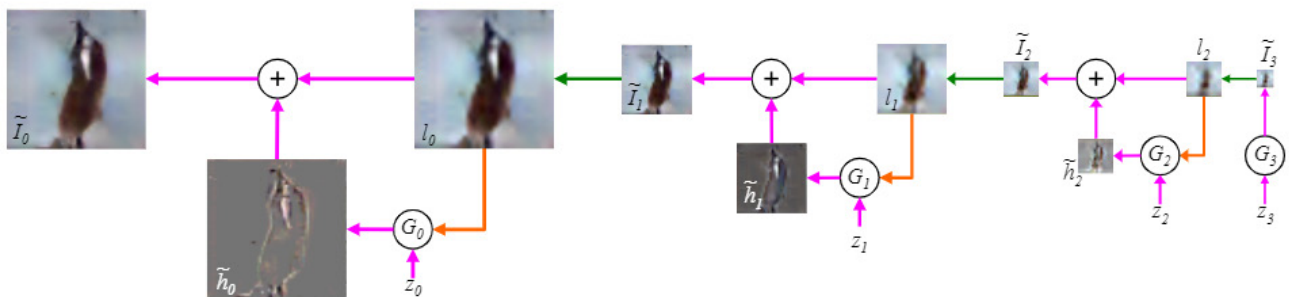 Ĩ₀
+
l₀
h̃₀
G₀
z₀
Ĩ₁
+
l₁
h̃₁
G₁
z₁
Ĩ₂
+
l₂
Ĩ₃
h̃₂
G₂
G₃
z₂
z₃